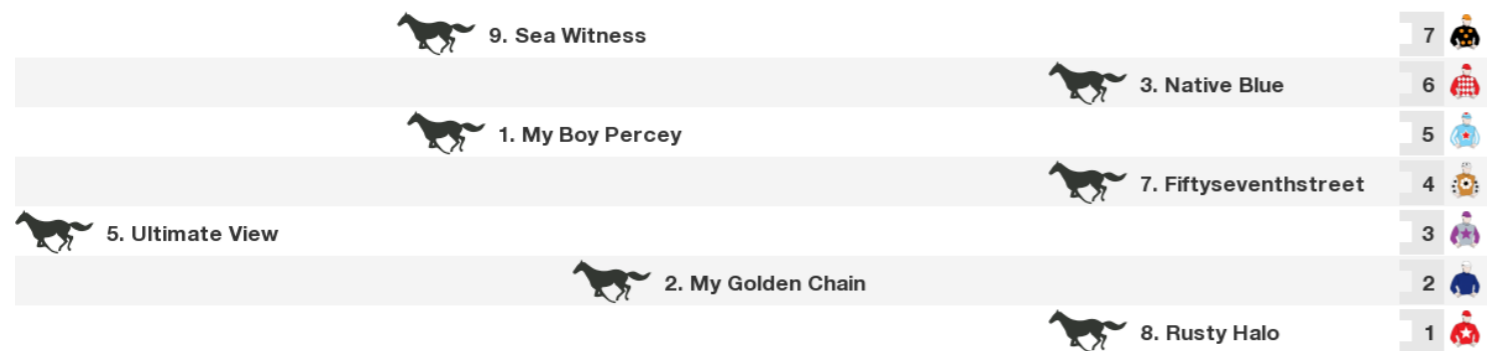 9. Sea Witness 7
3. Native Blue 6
1. My Boy Percey 5
7. Fiftyseventhstreet 4
5. Ultimate View 3
2. My Golden Chain 2
8. Rusty Halo 1